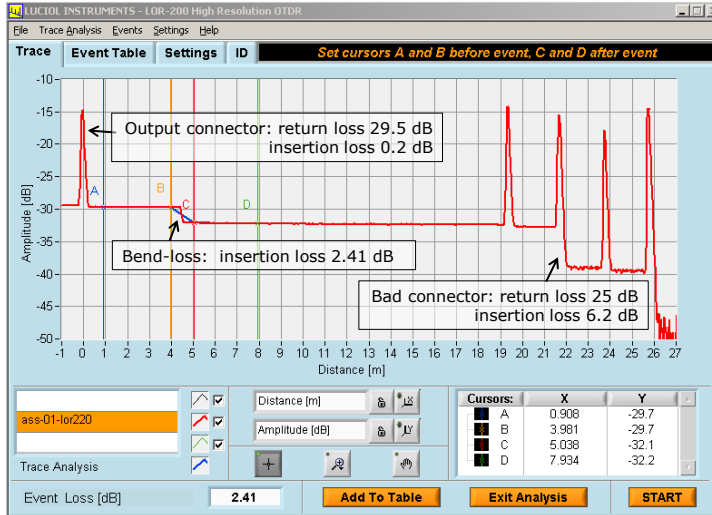 LUCIOL INSTRUMENTS - LOR-200 High Resolution OTDR
File Trace Analysis Events Settings Help
Trace Event Table Settings ID Set cursors A and B before event, C and D after event
-10
-15
-20
-25
-30
-35
-40
-45
-50
Amplitude [dB]
Output connector: return loss 29.5 dB
insertion loss 0.2 dB
A B C D
Bend-loss: insertion loss 2.41 dB
Bad connector: return loss 25 dB
insertion loss 6.2 dB
-1 0 1 2 3 4 5 6 7 8 9 10 11 12 13 14 15 16 17 18 19 20 21 22 23 24 25 26 27
Distance [m]
ass-01-lor220
Trace Analysis
Distance [m]
Amplitude [dB]
X
Y
Cursors: X Y
A 0.908 -29.7
B 3.981 -29.7
C 5.038 -32.1
D 7.934 -32.2
Event Loss [dB] 2.41 Add To Table Exit Analysis START